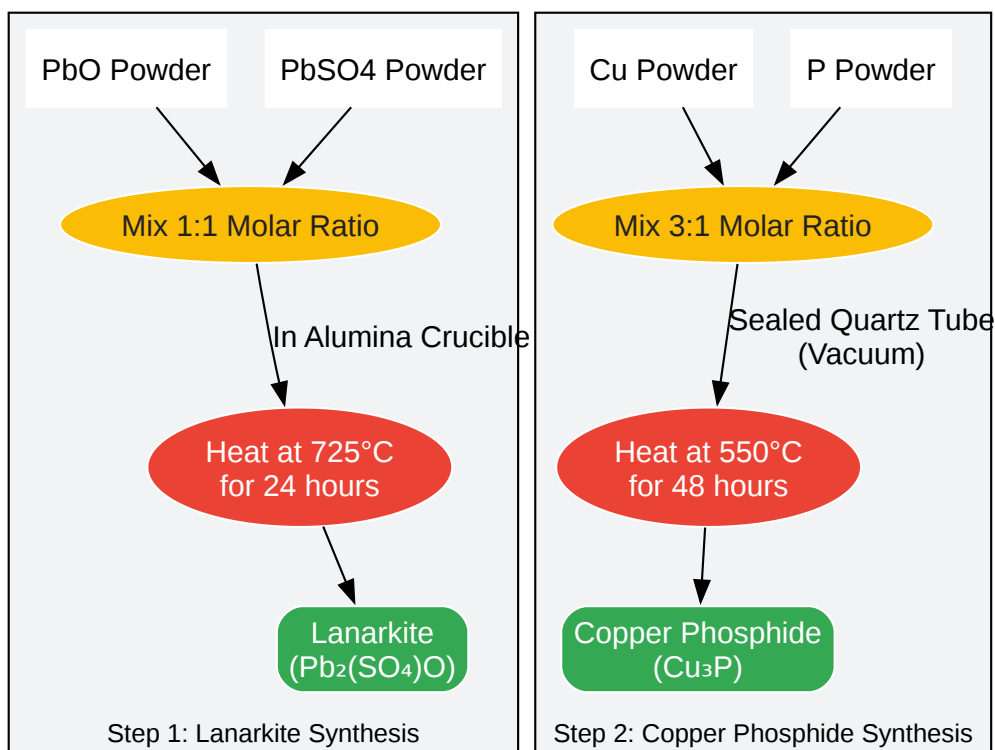 PbO Powder
PbSO4 Powder
Mix 1:1 Molar Ratio
In Alumina Crucible
Heat at 725°C
for 24 hours
Lanarkite
(Pb₂(SO₄)O)
Step 1: Lanarkite Synthesis
Cu Powder
P Powder
Mix 3:1 Molar Ratio
Sealed Quartz Tube
(Vacuum)
Heat at 550°C
for 48 hours
Copper Phosphide
(Cu₃P)
Step 2: Copper Phosphide Synthesis